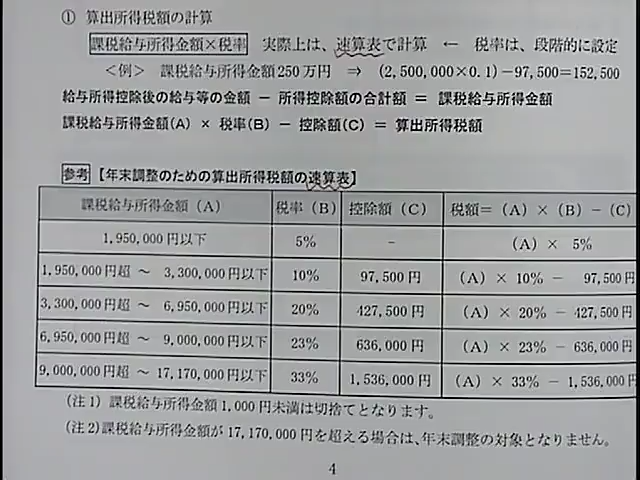 ① 算出所得税額の計算
課税給与所得金額×税率 実際上は、速算表で計算 ← 税率は、段階的に設定
＜例＞ 課税給与所得金額250万円 ⇒ (2,500,000×0.1)−97,500=152,500
給与所得控除後の給与等の金額 − 所得控除額の合計額 = 課税給与所得金額
課税給与所得金額(A) × 税率(B) − 控除額(C) = 算出所得税額
参考【年末調整のための算出所得税額の速算表】
課税給与所得金額（A） 税率（B） 控除額（C） 税額=（A）×（B）−（C）
1,950,000円以下 5% − （A）× 5%
1,950,000円超 ～ 3,300,000円以下 10% 97,500円 （A）× 10% − 97,500円
3,300,000円超 ～ 6,950,000円以下 20% 427,500円 （A）× 20% − 427,500円
6,950,000円超 ～ 9,000,000円以下 23% 636,000円 （A）× 23% − 636,000円
9,000,000円超 ～ 17,170,000円以下 33% 1,536,000円 （A）× 33% − 1,536,000円
（注1）課税給与所得金額1,000円未満は切捨てとなります。
（注2）課税給与所得金額が17,170,000円を超える場合は、年末調整の対象となりません。
4